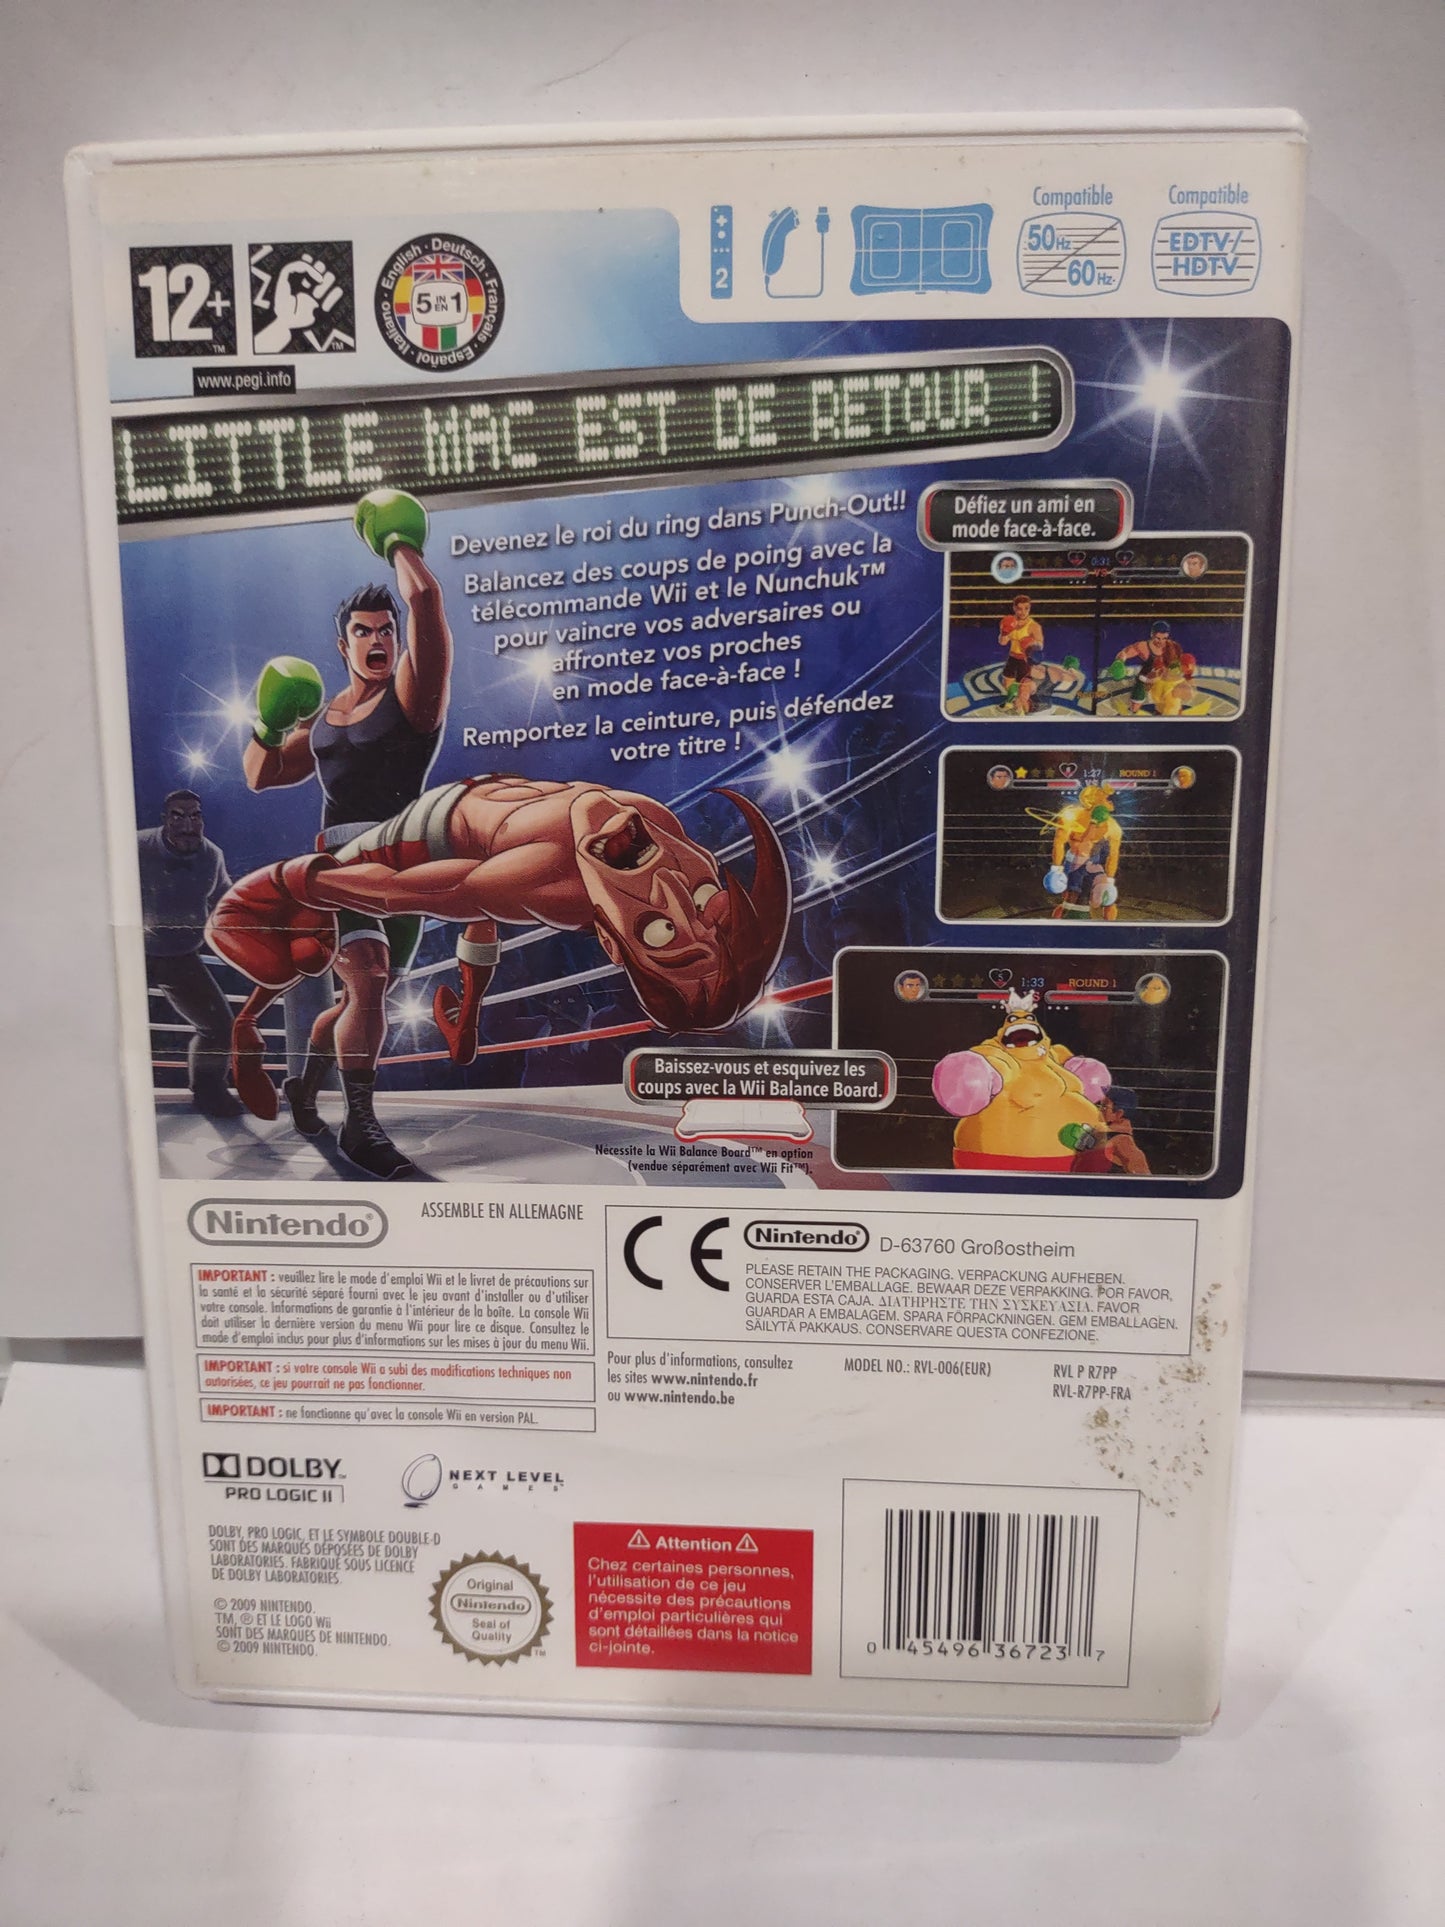 Compatible
Compatible
50Hz
60Hz
EDTV/
HDTV
2
12+
TM
TM
www.pegi.info
English · Deutsch · Français · Español · Italiano
5 IN EN 1
LITTLE MAC EST DE RETOUR !
Devenez le roi du ring dans Punch-Out!!
Balancez des coups de poing avec la
télécommande Wii et le Nunchuk™
pour vaincre vos adversaires ou
affrontez vos proches
en mode face-à-face !
Remportez la ceinture, puis défendez
votre titre !
Défiez un ami en
mode face-à-face.
0:31
VS
1:27
ROUND 1
1:33
ROUND 1
Baissez-vous et esquivez les
coups avec la Wii Balance Board.
Nécessite la Wii Balance Board™ en option
(vendue séparément avec Wii Fit™).
Nintendo®
ASSEMBLE EN ALLEMAGNE
CE
Nintendo®
D-63760 Großostheim
PLEASE RETAIN THE PACKAGING. VERPACKUNG AUFHEBEN.
CONSERVER L'EMBALLAGE. BEWAAR DEZE VERPAKKING. POR FAVOR,
GUARDA ESTA CAJA. ΔΙΑΤΗΡΗΣΤΕ ΤΗΝ ΣΥΣΚΕΥΑΣΙΑ. FAVOR
GUARDAR A EMBALAGEM. SPARA FÖRPACKNINGEN. GEM EMBALLAGEN.
SÄILYTÄ PAKKAUS. CONSERVARE QUESTA CONFEZIONE.
IMPORTANT : veuillez lire le mode d'emploi Wii et le livret de précautions sur
la santé et la sécurité séparé fourni avec le jeu avant d'installer ou d'utiliser
votre console. Informations de garantie à l'intérieur de la boîte. La console Wii
doit utiliser la dernière version du menu Wii pour lire ce disque. Consultez le
mode d'emploi inclus pour plus d'informations sur les mises à jour du menu Wii.
IMPORTANT : si votre console Wii a subi des modifications techniques non
autorisées, ce jeu pourrait ne pas fonctionner.
IMPORTANT : ne fonctionne qu'avec la console Wii en version PAL.
Pour plus d'informations, consultez
les sites www.nintendo.fr
ou www.nintendo.be
MODEL NO.: RVL-006(EUR)
RVL P R7PP
RVL-R7PP-FRA
DOLBY™
PRO LOGIC II
NEXT LEVEL
GAMES™
DOLBY, PRO LOGIC, ET LE SYMBOLE DOUBLE-D
SONT DES MARQUES DÉPOSÉES DE DOLBY
LABORATORIES. FABRIQUÉ SOUS LICENCE
DE DOLBY LABORATORIES.
© 2009 NINTENDO.
TM, ® ET LE LOGO Wii
SONT DES MARQUES DE NINTENDO.
© 2009 NINTENDO.
Original
Nintendo
Seal of
Quality
TM
⚠ Attention ⚠
Chez certaines personnes,
l'utilisation de ce jeu
nécessite des précautions
d'emploi particulières qui
sont détaillées dans la notice
ci-jointe.
0 45496 36723 7